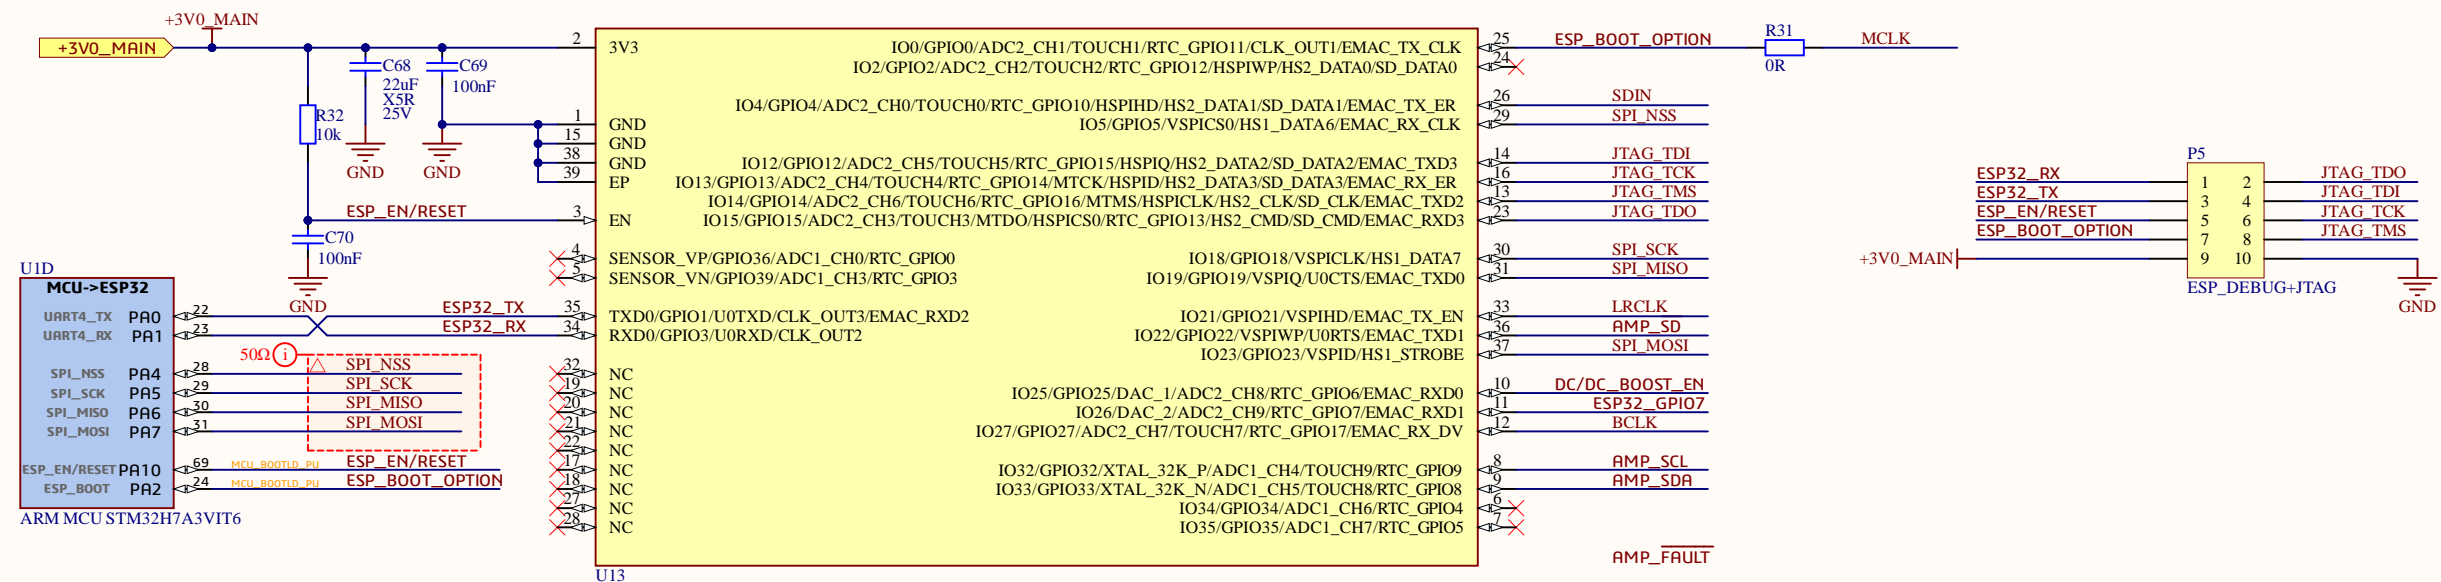 +3V0_MAIN
+3V0_MAIN
R32
10k
C68
22uF
X5R
25V
C69
100nF
GND
GND
ESP_EN/RESET
C70
100nF
GND
U1D
MCU->ESP32
UART4_TX PA0 22 ESP32_TX
UART4_RX PA1 23 ESP32_RX
50Ω i
SPI_NSS PA4 28 SPI_NSS
SPI_SCK PA5 29 SPI_SCK
SPI_MISO PA6 30 SPI_MISO
SPI_MOSI PA7 31 SPI_MOSI
ESP_EN/RESET PA10 69 MCU_BOOTLD_PU ESP_EN/RESET
ESP_BOOT PA2 24 MCU_BOOTLD_PU ESP_BOOT_OPTION
ARM MCU STM32H7A3VIT6
2 3V3
1 GND
15 GND
38 GND
39 EP
3 EN
4 SENSOR_VP/GPIO36/ADC1_CH0/RTC_GPIO0
5 SENSOR_VN/GPIO39/ADC1_CH3/RTC_GPIO3
35 TXD0/GPIO1/U0TXD/CLK_OUT3/EMAC_RXD2
34 RXD0/GPIO3/U0RXD/CLK_OUT2
32 NC
19 NC
20 NC
21 NC
22 NC
17 NC
18 NC
27 NC
28 NC
U13
IO0/GPIO0/ADC2_CH1/TOUCH1/RTC_GPIO11/CLK_OUT1/EMAC_TX_CLK 25 ESP_BOOT_OPTION
IO2/GPIO2/ADC2_CH2/TOUCH2/RTC_GPIO12/HSPIWP/HS2_DATA0/SD_DATA0 24
IO4/GPIO4/ADC2_CH0/TOUCH0/RTC_GPIO10/HSPIHD/HS2_DATA1/SD_DATA1/EMAC_TX_ER 26 SDIN
IO5/GPIO5/VSPICS0/HS1_DATA6/EMAC_RX_CLK 29 SPI_NSS
IO12/GPIO12/ADC2_CH5/TOUCH5/RTC_GPIO15/HSPIQ/HS2_DATA2/SD_DATA2/EMAC_TXD3 14 JTAG_TDI
IO13/GPIO13/ADC2_CH4/TOUCH4/RTC_GPIO14/MTCK/HSPID/HS2_DATA3/SD_DATA3/EMAC_RX_ER 16 JTAG_TCK
IO14/GPIO14/ADC2_CH6/TOUCH6/RTC_GPIO16/MTMS/HSPICLK/HS2_CLK/SD_CLK/EMAC_TXD2 13 JTAG_TMS
IO15/GPIO15/ADC2_CH3/TOUCH3/MTDO/HSPICS0/RTC_GPIO13/HS2_CMD/SD_CMD/EMAC_RXD3 23 JTAG_TDO
IO18/GPIO18/VSPICLK/HS1_DATA7 30 SPI_SCK
IO19/GPIO19/VSPIQ/U0CTS/EMAC_TXD0 31 SPI_MISO
IO21/GPIO21/VSPIHD/EMAC_TX_EN 33 LRCLK
IO22/GPIO22/VSPIWP/U0RTS/EMAC_TXD1 36 AMP_SD
IO23/GPIO23/VSPID/HS1_STROBE 37 SPI_MOSI
IO25/GPIO25/DAC_1/ADC2_CH8/RTC_GPIO6/EMAC_RXD0 10 DC/DC_BOOST_EN
IO26/DAC_2/ADC2_CH9/RTC_GPIO7/EMAC_RXD1 11 ESP32_GPIO7
IO27/GPIO27/ADC2_CH7/TOUCH7/RTC_GPIO17/EMAC_RX_DV 12 BCLK
IO32/GPIO32/XTAL_32K_P/ADC1_CH4/TOUCH9/RTC_GPIO9 8 AMP_SCL
IO33/GPIO33/XTAL_32K_N/ADC1_CH5/TOUCH8/RTC_GPIO8 9 AMP_SDA
IO34/GPIO34/ADC1_CH6/RTC_GPIO4 6
IO35/GPIO35/ADC1_CH7/RTC_GPIO5 7
AMP_FAULT
R31
0R
MCLK
P5
ESP32_RX 1 2 JTAG_TDO
ESP32_TX 3 4 JTAG_TDI
ESP_EN/RESET 5 6 JTAG_TCK
ESP_BOOT_OPTION 7 8 JTAG_TMS
+3V0_MAIN 9 10
ESP_DEBUG+JTAG
GND